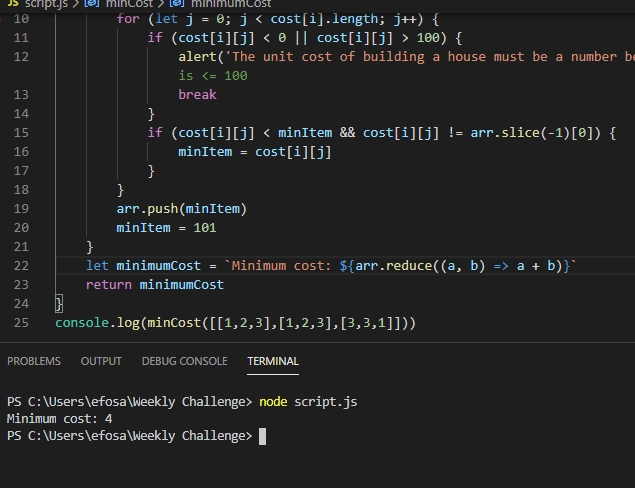 JS script.js > minCost > minimumCost
10 for (let j = 0; j < cost[i].length; j++) {
11 if (cost[i][j] < 0 || cost[i][j] > 100) {
12 alert('The unit cost of building a house must be a number
is <= 100
13 break
14 }
15 if (cost[i][j] < minItem && cost[i][j] != arr.slice(-1)[0]) {
16 minItem = cost[i][j]
17 }
18 }
19 arr.push(minItem)
20 minItem = 101
21 }
22 let minimumCost = `Minimum cost: ${arr.reduce((a, b) => a + b)}`
23 return minimumCost
24 }
25 console.log(minCost([[1,2,3],[1,2,3],[3,3,1]]))
PROBLEMS OUTPUT DEBUG CONSOLE TERMINAL
PS C:\Users\efosa\Weekly Challenge> node script.js
Minimum cost: 4
PS C:\Users\efosa\Weekly Challenge>